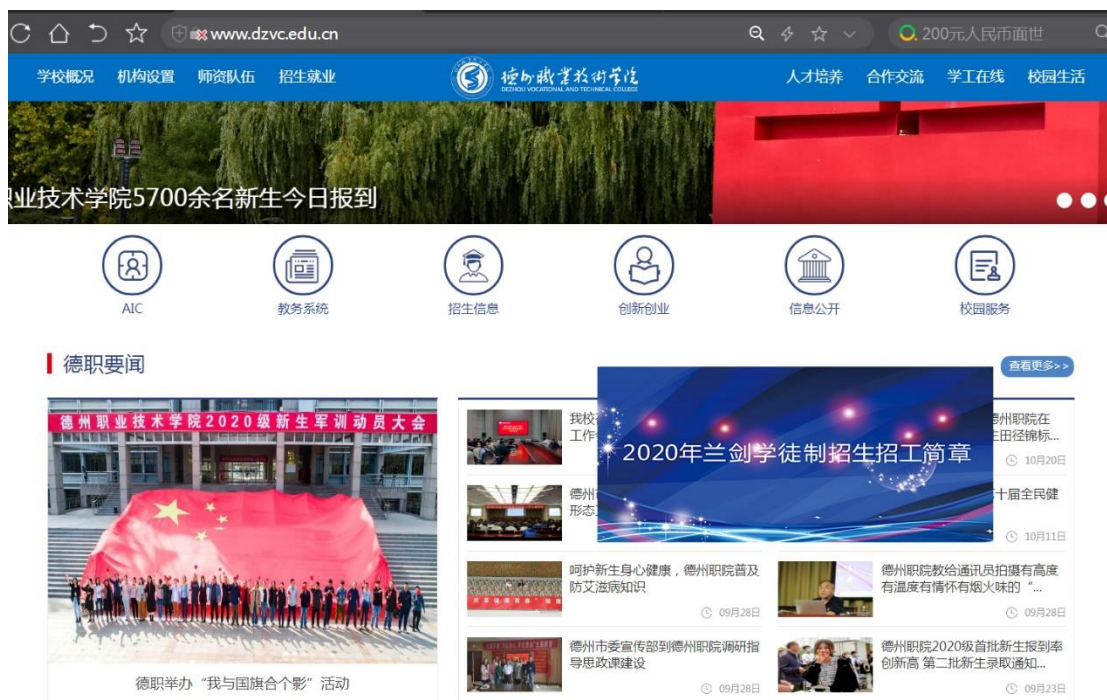 www.dzvc.edu.cn
200元人民币面世
学校概况 机构设置 师资队伍 招生就业 德州职业技术学院 人才培养 合作交流 学工在线 校园生活
DEZHOU VOCATIONAL AND TECHNICAL COLLEGE
业技术学院5700余名新生今日报到
AIC 教务系统 招生信息 创新创业 信息公开 校园服务
德职要闻
查看更多>>
德州职业技术学院2020级新生军训动员大会
德职举办“我与国旗合个影”活动
我校
工作
德州
形态
2020年兰剑学徒制招生招工简章
州职院在
田径锦标...
10月20日
十届全民健
10月11日
呵护新生身心健康，德州职院普及
防艾滋病知识
09月28日
德州职院教给通讯员拍摄有高度
有温度有情怀有烟火味的“...
09月28日
德州市委宣传部到德州职院调研指
导思政课建设
09月28日
德州职院2020级首批新生报到率
创新高 第二批新生录取通知...
09月23日